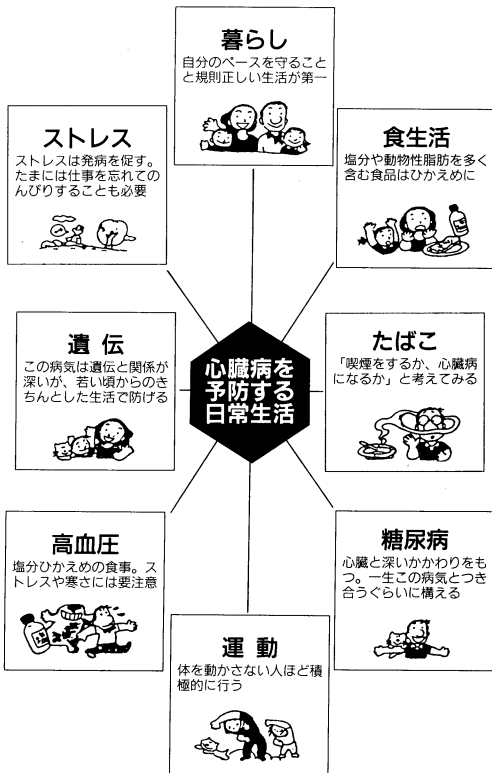 暮らし
自分のペースを守ること
と規則正しい生活が第一
ストレス
ストレスは発病を促す。
たまには仕事を忘れての
んびりすることも必要
食生活
塩分や動物性脂肪を多く
含む食品はひかえめに
遺伝
この病気は遺伝と関係が
深いが、若い頃からのき
ちんとした生活で防げる
心臓病を
予防する
日常生活
たばこ
「喫煙をするか、心臓病
になるか」と考えてみる
高血圧
塩分ひかえめの食事。ス
トレスや寒さには要注意
糖尿病
心臓と深いかかわりをも
つ。一生この病気とつき
合うぐらいに構える
運動
体を動かさない人ほど積
極的に行う